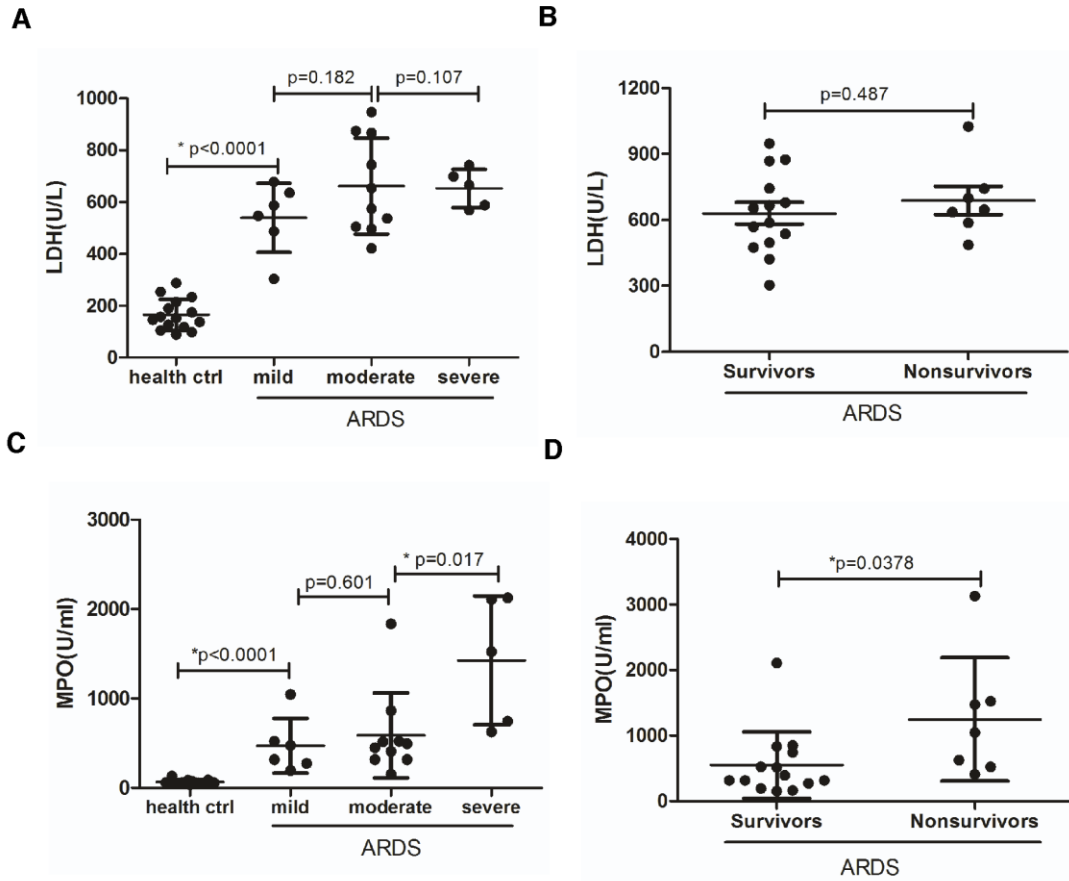 A
p=0.182
p=0.107
* p<0.0001
1000
800
600
400
200
0
LDH(U/L)
health ctrl mild moderate severe
ARDS
B
p=0.487
1200
900
600
300
0
LDH(U/L)
Survivors Nonsurvivors
ARDS
C
* p=0.017
p=0.601
*p<0.0001
3000
2000
1000
0
MPO(U/ml)
health ctrl mild moderate severe
ARDS
D
*p=0.0378
4000
3000
2000
1000
0
MPO(U/ml)
Survivors Nonsurvivors
ARDS